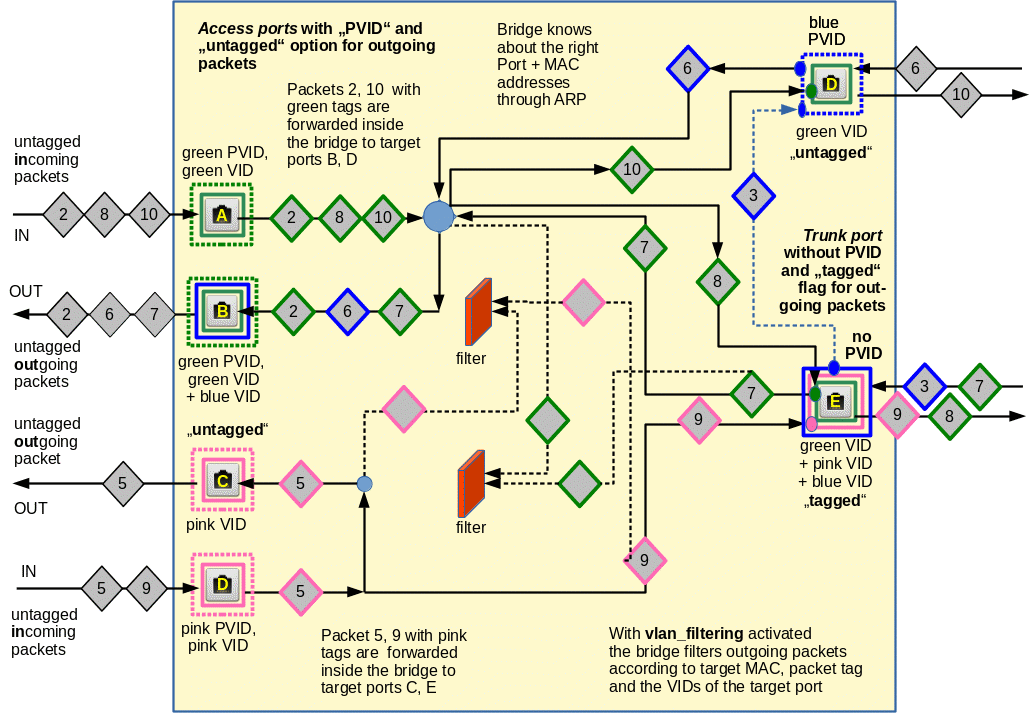 Access ports with „PVID“ and
„untagged“ option for outgoing
packets
Bridge knows
about the right
Port + MAC
addresses
through ARP
blue
PVID
6
D
6
10
green VID
„untagged“
Packets 2, 10  with
green tags are
forwarded inside
the bridge to target
ports B, D
untagged
incoming
packets
green PVID,
green VID
10
3
2
8
10
IN
A
2
8
10
7
8
Trunk port
without PVID
and „tagged“
flag for out-
going packets
OUT
2
6
7
B
2
6
7
filter
no
PVID
untagged
outgoing
packets
green PVID,
green VID
+ blue VID
7
9
E
3
7
9
8
green VID
+ pink VID
+ blue VID
„tagged“
untagged
outgoing
packet
„untagged“
5
C
5
OUT
pink VID
filter
IN
5
9
D
5
9
untagged
incoming
packets
pink PVID,
pink VID
Packet 5, 9 with pink
tags are  forwarded
inside the bridge to
target ports C, E
With vlan_filtering activated
the bridge filters outgoing packets
according to target MAC, packet tag
and the VIDs of the target port